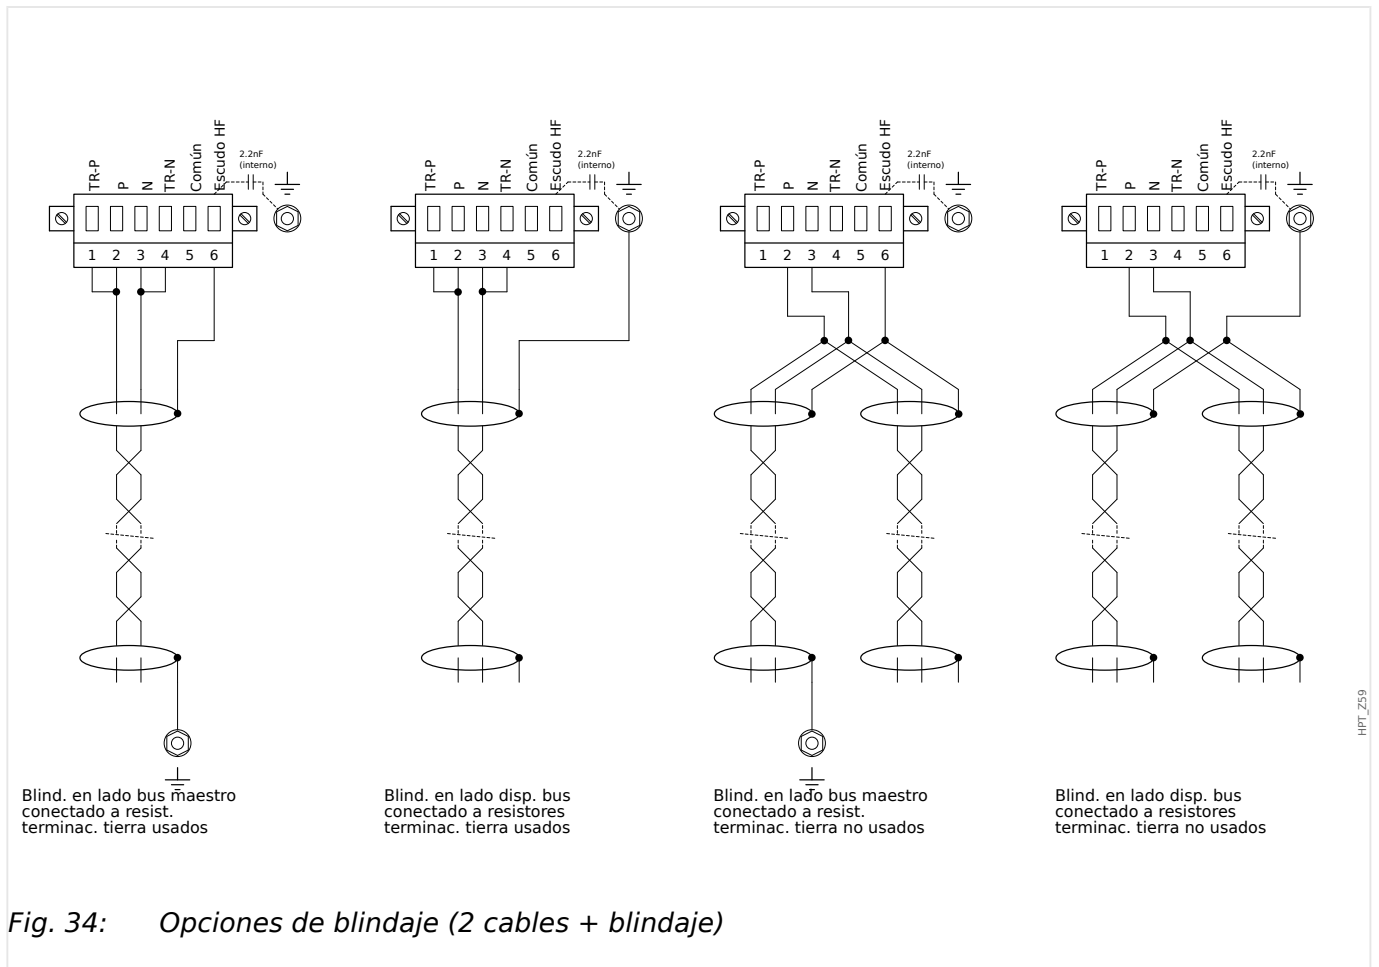 TR-P P N TR-N Común Escudo HF
2.2nF
(interno)
1 2 3 4 5 6
Blind. en lado bus maestro
conectado a resist.
terminac. tierra usados
TR-P P N TR-N Común Escudo HF
2.2nF
(interno)
1 2 3 4 5 6
Blind. en lado disp. bus
conectado a resistores
terminac. tierra usados
TR-P P N TR-N Común Escudo HF
2.2nF
(interno)
1 2 3 4 5 6
Blind. en lado bus maestro
conectado a resist.
terminac. tierra no usados
TR-P P N TR-N Común Escudo HF
2.2nF
(interno)
1 2 3 4 5 6
Blind. en lado disp. bus
conectado a resistores
terminac. tierra no usados
HPT_Z59
Fig. 34: Opciones de blindaje (2 cables + blindaje)